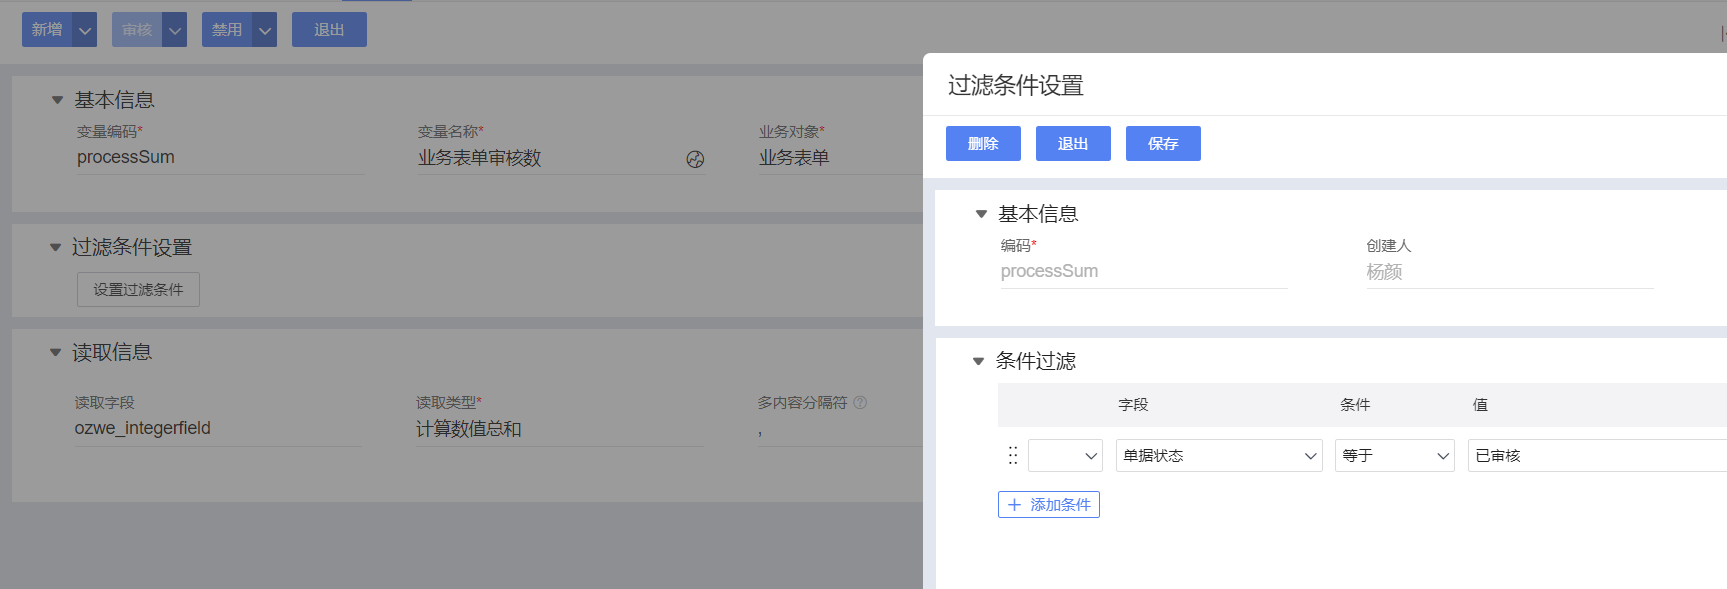 新增 审核 禁用 退出
基本信息
变量编码* 变量名称* 业务对象*
processSum 业务表单审核数 业务表单
过滤条件设置
设置过滤条件
读取信息
读取字段 读取类型* 多内容分隔符
ozwe_integerfield 计算数值总和 ,
过滤条件设置
删除 退出 保存
基本信息
编码* 创建人
processSum 杨颜
条件过滤
字段 条件 值
单据状态 等于 已审核
+ 添加条件